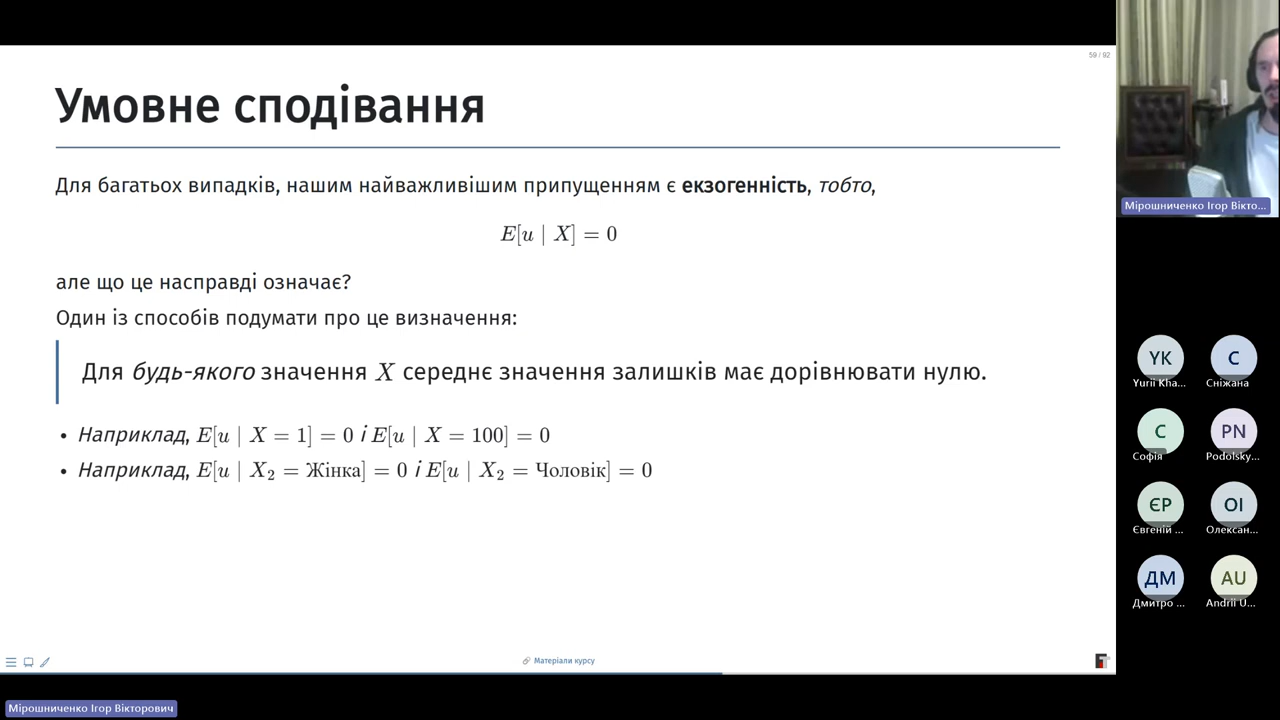 59 / 92
Умовне сподівання
Для багатьох випадків, нашим найважливішим припущенням є екзогенність, тобто,
E[u | X] = 0
але що це насправді означає?
Один із способів подумати про це визначення:
Для будь-якого значення X середнє значення залишків має дорівнювати нулю.
• Наприклад, E[u | X = 1] = 0 і E[u | X = 100] = 0
• Наприклад, E[u | X₂ = Жінка] = 0 і E[u | X₂ = Чоловік] = 0
Матеріали курсу
Мірошниченко Ігор Вікторович
Мірошниченко Ігор Вікто...
YK
Yurii Kha...
С
Сніжана
С
Софія
PN
Podolsky...
ЄР
Євгеній ...
ОІ
Олексан...
ДМ
Дмитро ...
AU
Andrii U...